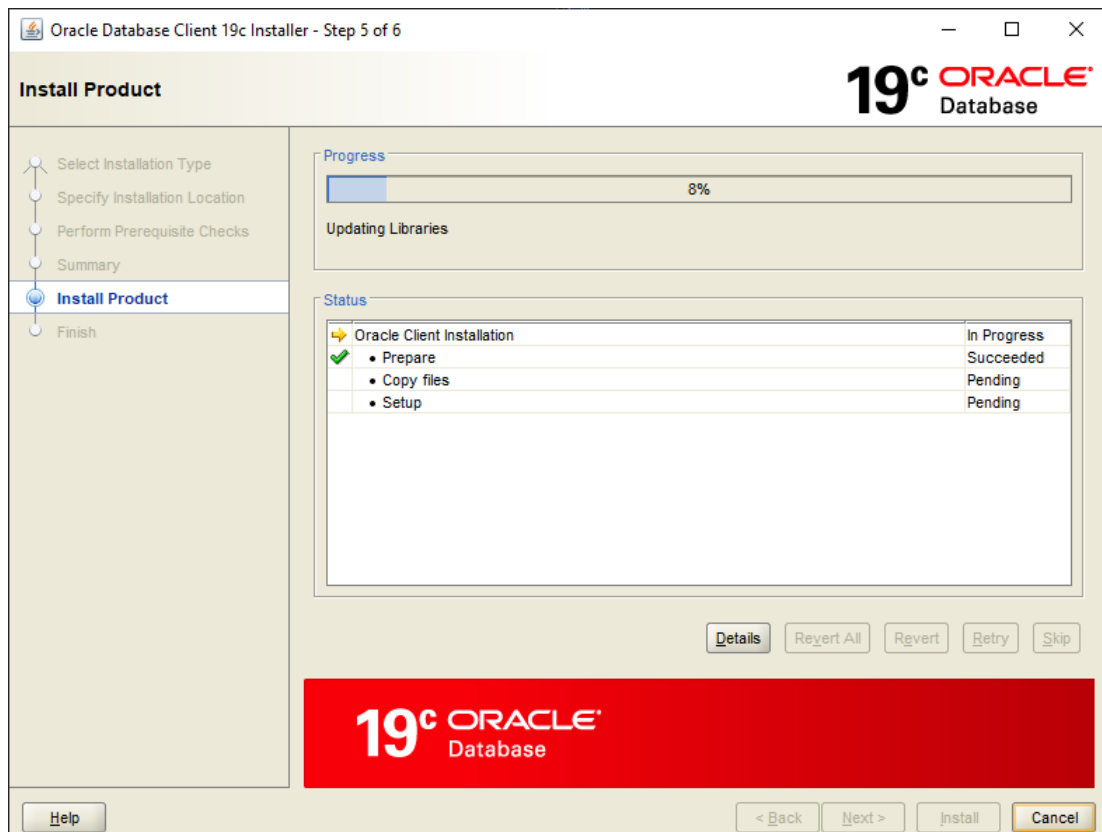 Oracle Database Client 19c Installer - Step 5 of 6
Install Product
19c ORACLE
Database
Select Installation Type
Specify Installation Location
Perform Prerequisite Checks
Summary
Install Product
Finish
Progress
8%
Updating Libraries
Status
Oracle Client Installation In Progress
• Prepare Succeeded
• Copy files Pending
• Setup Pending
Details Revert All Revert Retry Skip
19c ORACLE
Database
Help < Back Next > Install Cancel